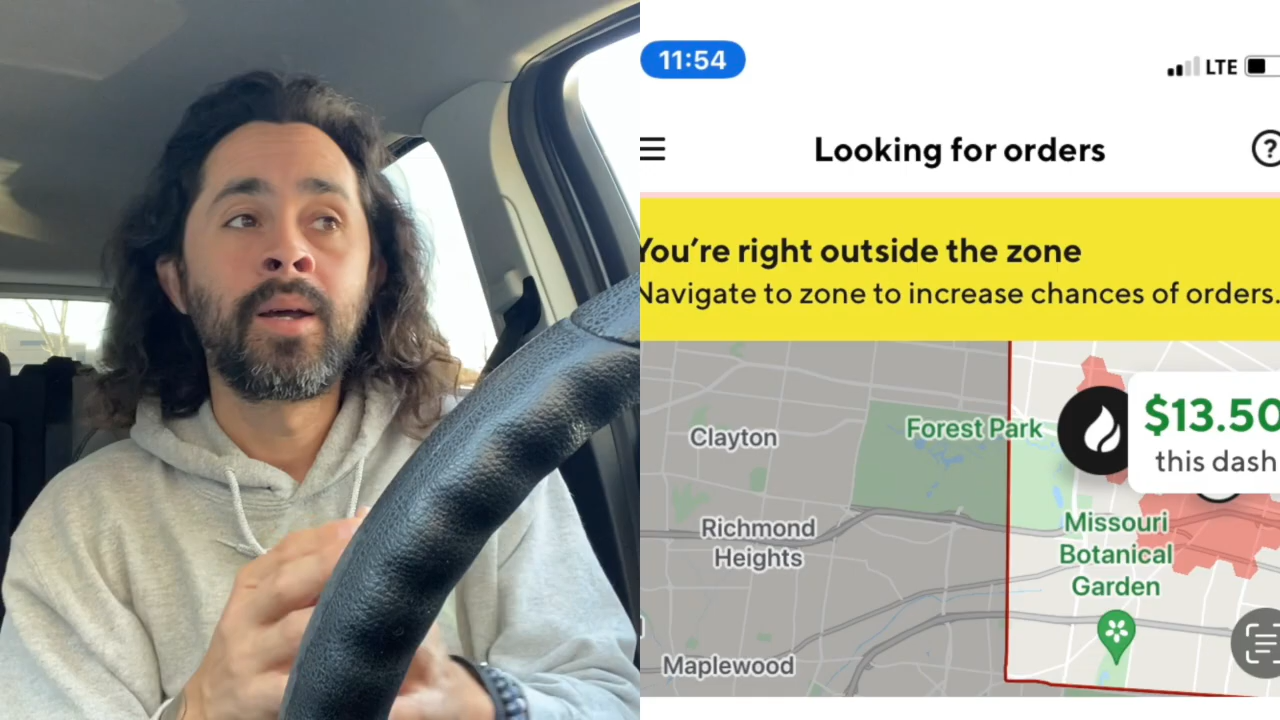 11:54
LTE
Looking for orders
?
You're right outside the zone
Navigate to zone to increase chances of orders.
Clayton
Forest Park
$13.50
this dash
Richmond
Heights
Missouri
Botanical
Garden
Maplewood